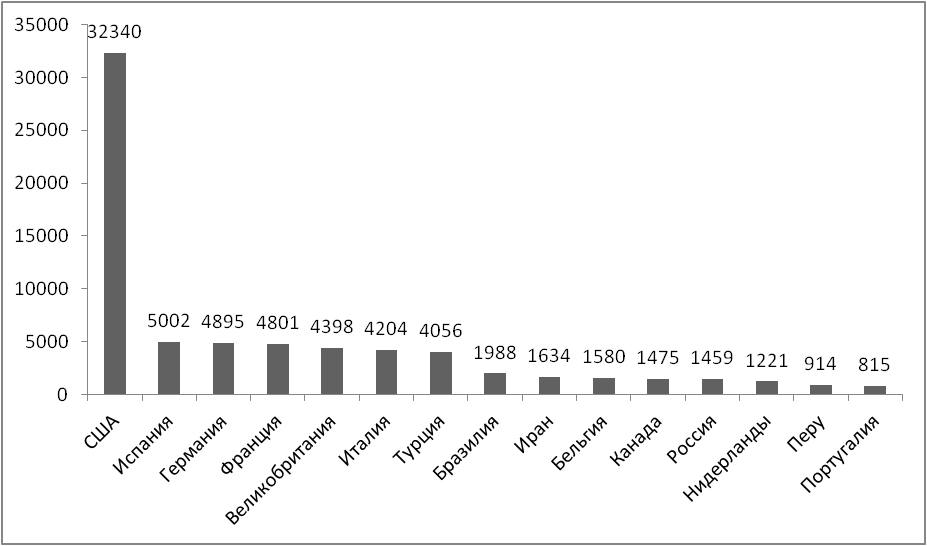 35000
30000
25000
20000
15000
10000
5000
0
32340
5002
4895
4801
4398
4204
4056
1988
1634
1580
1475
1459
1221
914
815
США
Испания
Германия
Франция
Великобритания
Италия
Турция
Бразилия
Иран
Бельгия
Канада
Россия
Нидерланды
Перу
Португалия